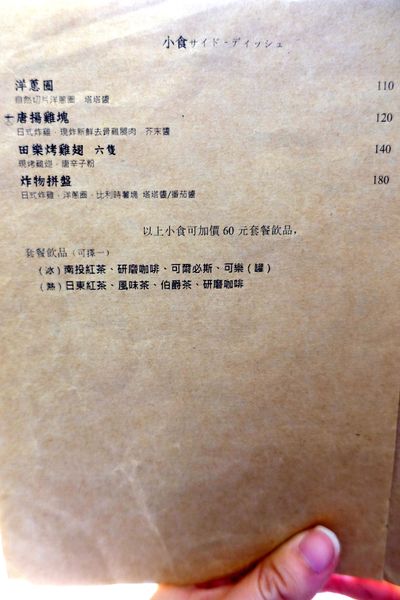 小食サイド・ディッシュ
洋蔥圈 110
自然切片洋蔥圈 塔塔醬
唐揚雞塊 120
日式炸雞，現炸新鮮去骨雞腿肉 芥末醬
田樂烤雞翅 六隻 140
現烤雞翅，唐辛子粉
炸物拼盤 180
日式炸雞、洋蔥圈、比利時薯塊 塔塔醬/番茄醬
以上小食可加價 60 元套餐飲品，
套餐飲品（可擇一）
（冰）南投紅茶、研磨咖啡、可爾必斯、可樂（罐）
（熱）日東紅茶、風味茶、伯爵茶、研磨咖啡